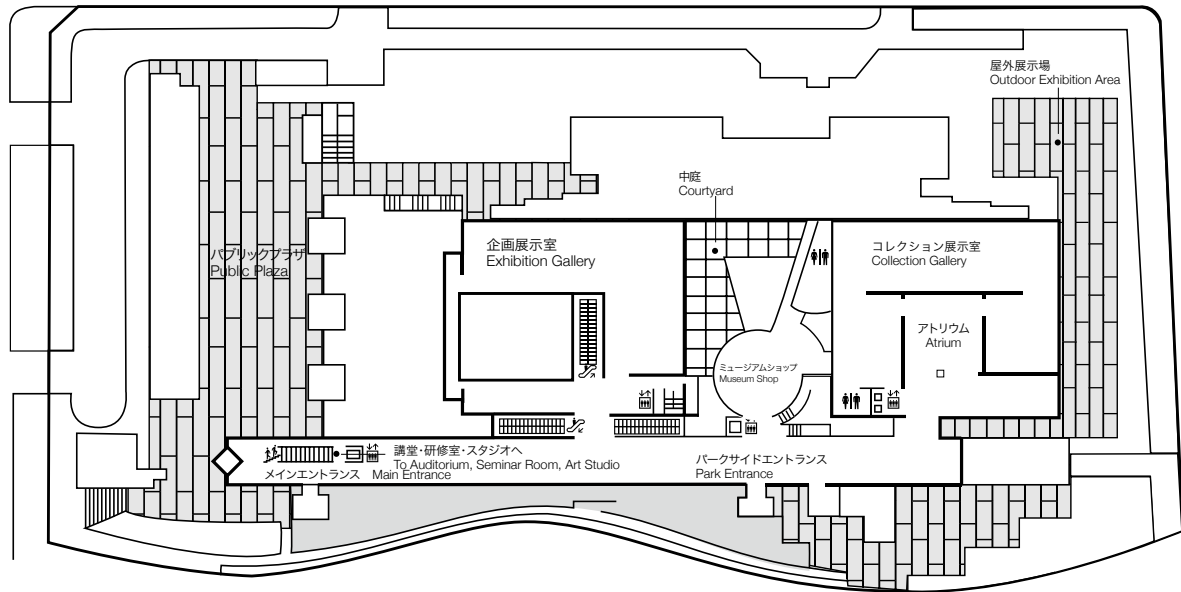 屋外展示場
Outdoor Exhibition Area
中庭
Courtyard
パブリックプラザ
Public Plaza
企画展示室
Exhibition Gallery
コレクション展示室
Collection Gallery
アトリウム
Atrium
ミュージアムショップ
Museum Shop
講堂・研修室・スタジオへ
To Auditorium, Seminar Room, Art Studio
メインエントランス Main Entrance
パークサイドエントランス
Park Entrance